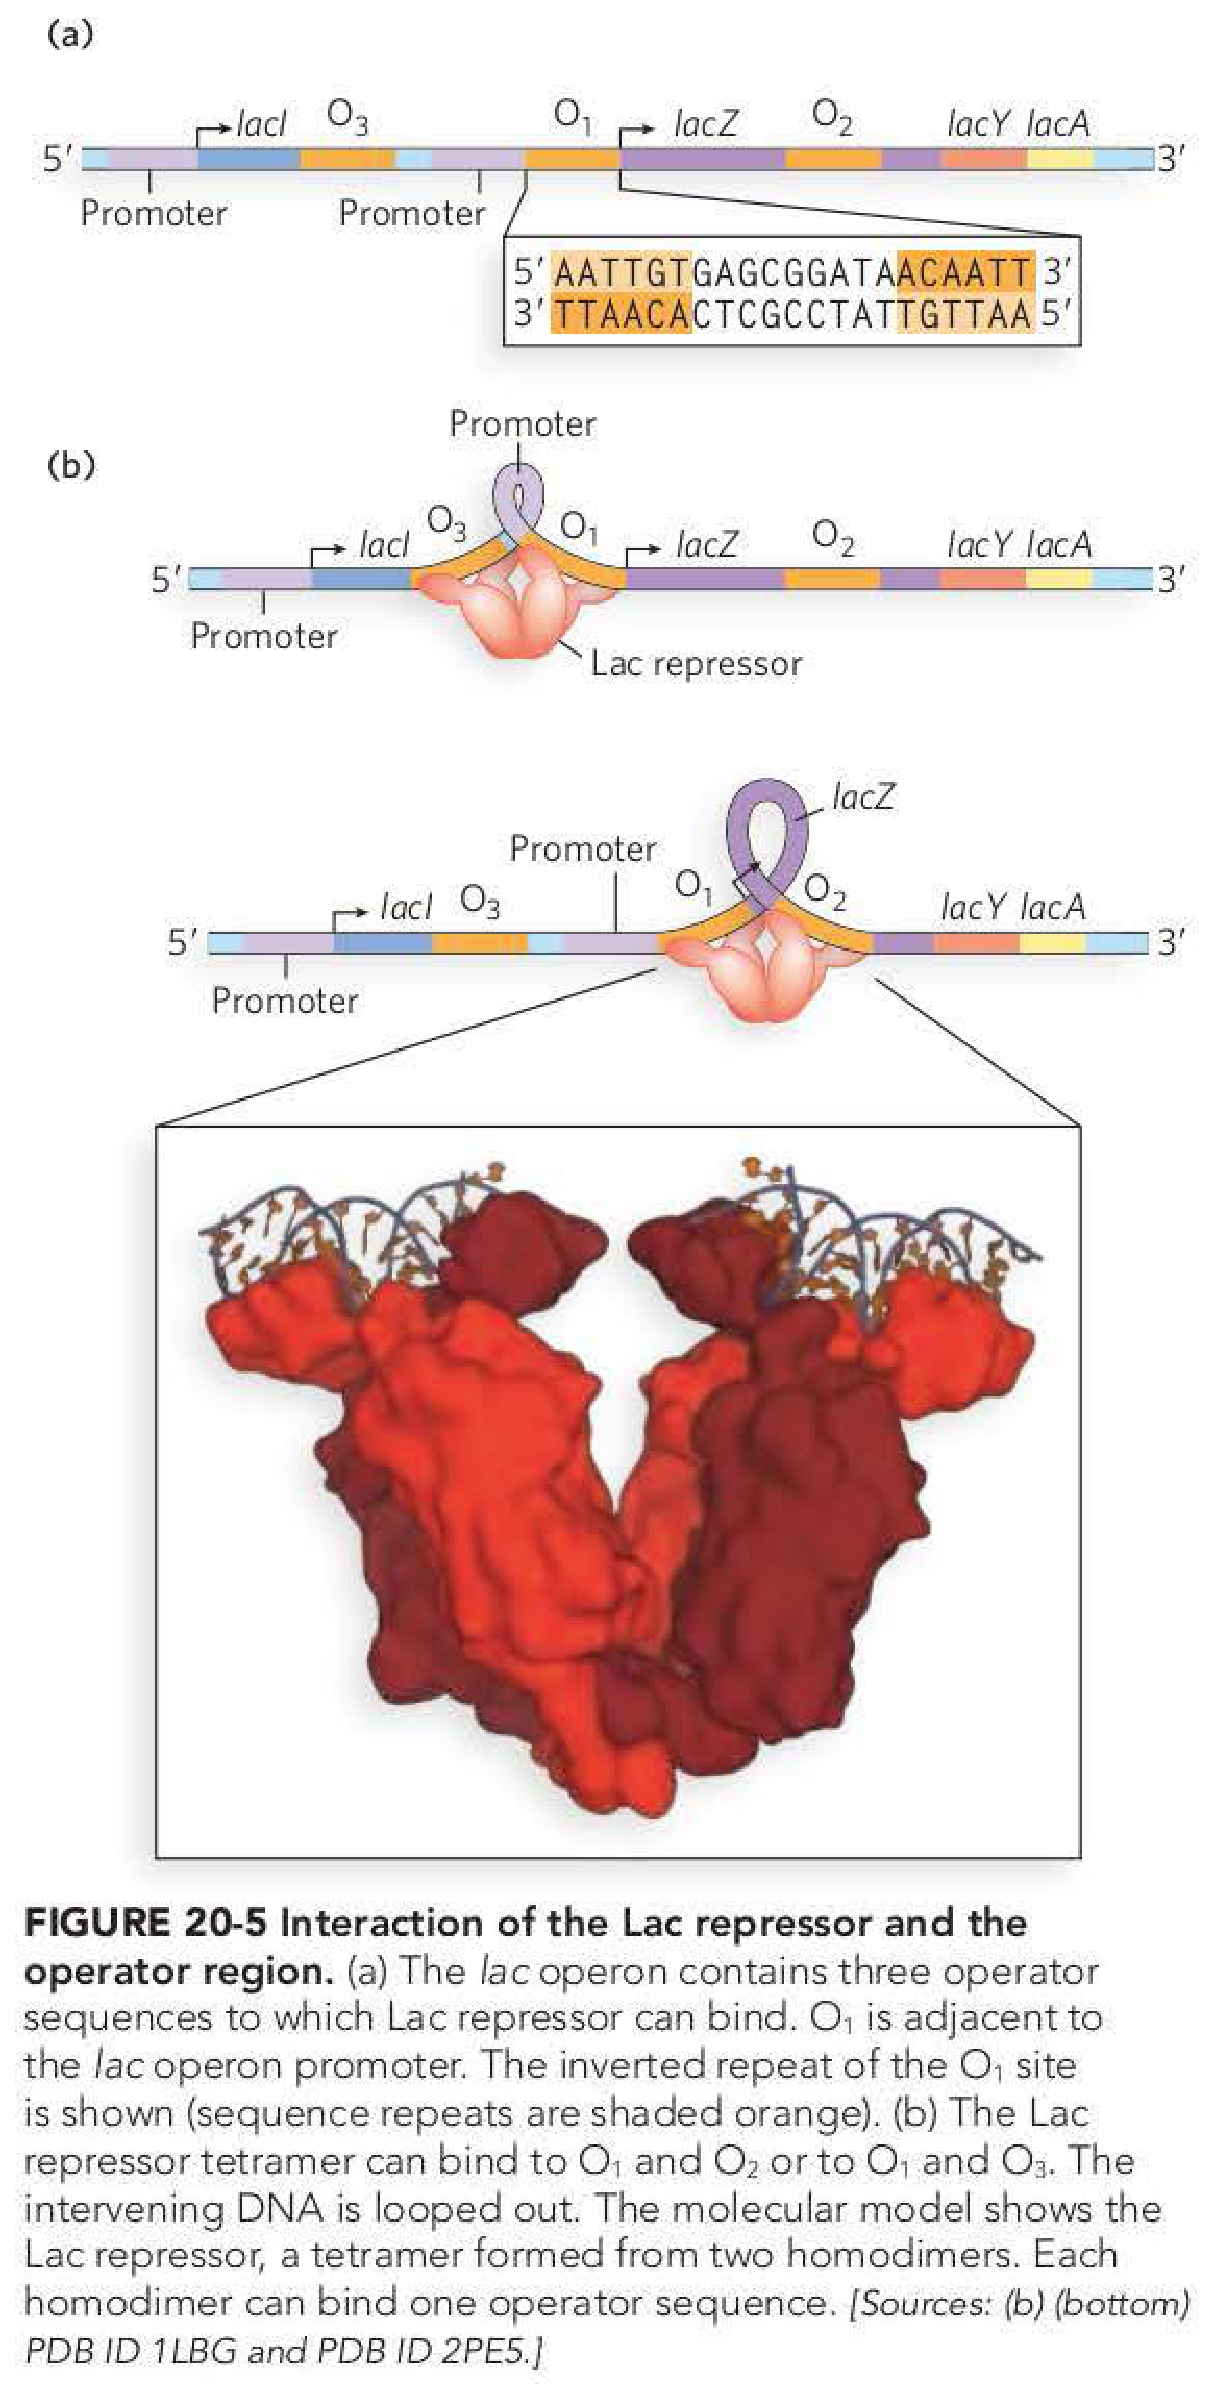 (a)
lacI O₃ O₁ lacZ O₂ lacY lacA
5′ 3′
Promoter Promoter
5′ AATTGTGAGCGGATAACAATT 3′
3′ TTAACACTCGCCTATTGTTAA 5′
Promoter
(b)
O₃ O₁
lacI lacZ O₂ lacY lacA
5′ 3′
Promoter
Lac repressor
lacZ
Promoter
O₁ O₂
lacI O₃ lacY lacA
5′ 3′
Promoter
FIGURE 20-5 Interaction of the Lac repressor and the
operator region. (a) The lac operon contains three operator
sequences to which Lac repressor can bind. O₁ is adjacent to
the lac operon promoter. The inverted repeat of the O₁ site
is shown (sequence repeats are shaded orange). (b) The Lac
repressor tetramer can bind to O₁ and O₂ or to O₁ and O₃. The
intervening DNA is looped out. The molecular model shows the
Lac repressor, a tetramer formed from two homodimers. Each
homodimer can bind one operator sequence. [Sources: (b) (bottom)
PDB ID 1LBG and PDB ID 2PE5.]